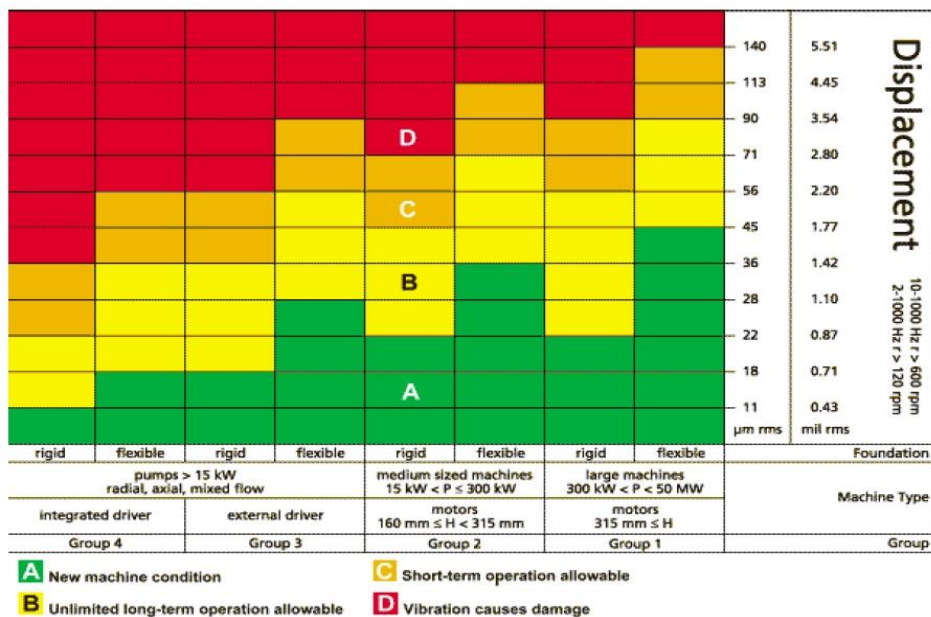 D
C
B
A
140 5.51
113 4.45
90 3.54
71 2.80
56 2.20
45 1.77
36 1.42
28 1.10
22 0.87
18 0.71
11 0.43
µm rms mil rms
Displacement
10-1000 Hz r > 600 rpm
2-1000 Hz r > 120 rpm
rigid flexible rigid flexible rigid flexible rigid flexible Foundation
pumps > 15 kW
radial, axial, mixed flow
medium sized machines
15 kW < P ≤ 300 kW
large machines
300 kW < P < 50 MW
Machine Type
integrated driver external driver
motors
160 mm ≤ H < 315 mm
motors
315 mm ≤ H
Group 4 Group 3 Group 2 Group 1 Group
A New machine condition
B Unlimited long-term operation allowable
C Short-term operation allowable
D Vibration causes damage